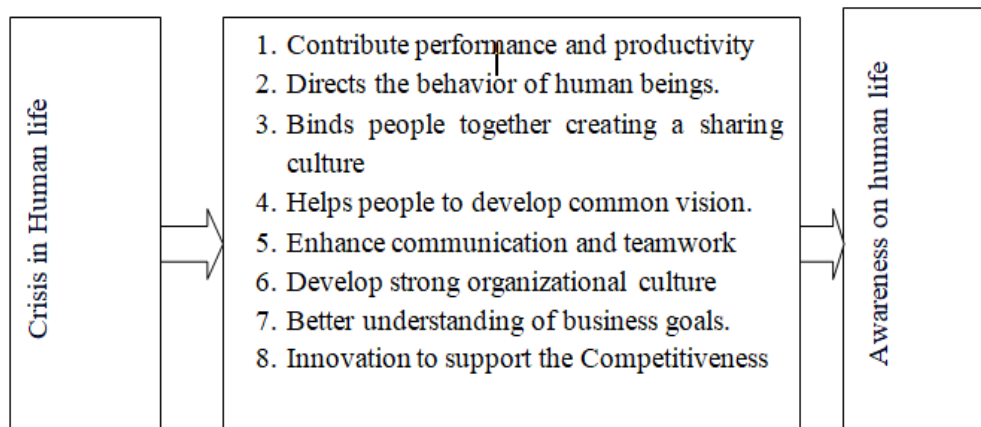 Crisis in Human life
1. Contribute performance and productivity
2. Directs the behavior of human beings.
3. Binds people together creating a sharing
culture
4. Helps people to develop common vision.
5. Enhance communication and teamwork
6. Develop strong organizational culture
7. Better understanding of business goals.
8. Innovation to support the Competitiveness
Awareness on human life